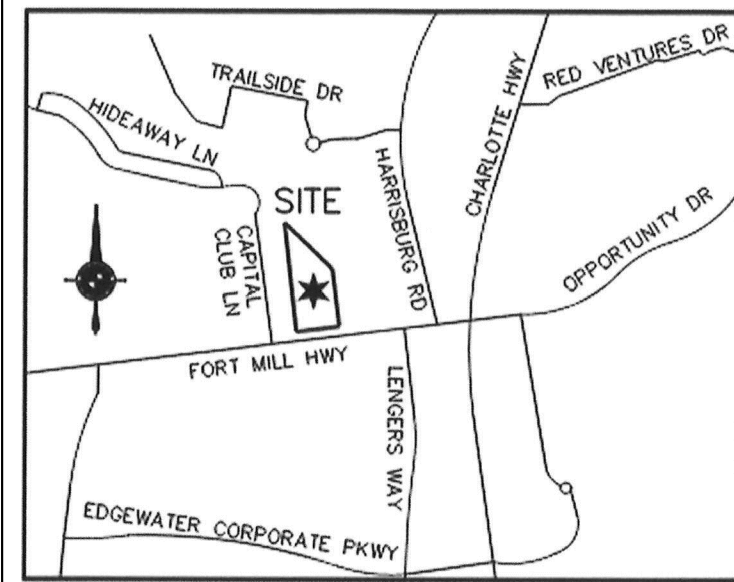 TRAILSIDE DR
RED VENTURES DR
HIDEAWAY LN
CHARLOTTE HWY
HARRISBURG RD
SITE
CAPITAL
CLUB LN
OPPORTUNITY DR
FORT MILL HWY
LENGERS WAY
EDGEWATER CORPORATE PKWY